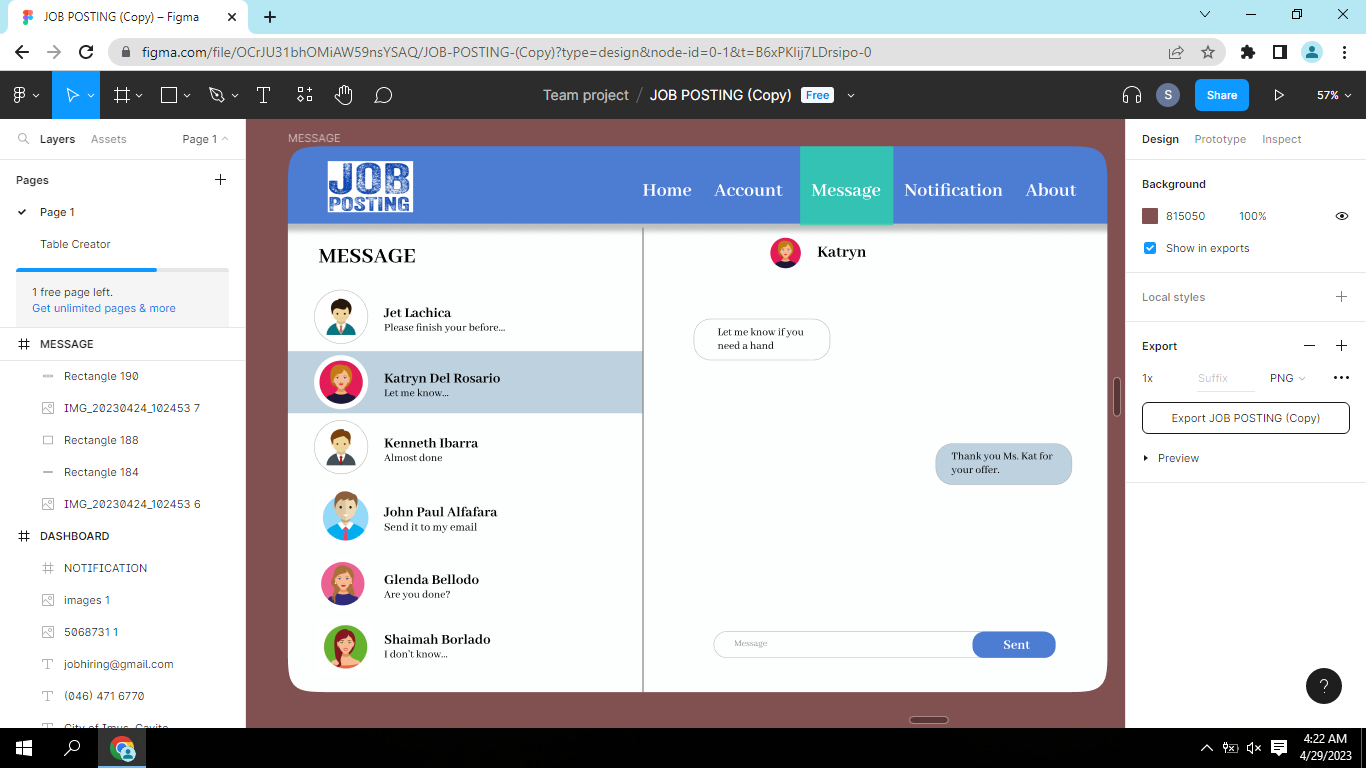 JOB POSTING (Copy) – Figma
figma.com/file/OCrJU31bhOMiAW59nsYSAQ/JOB-POSTING-(Copy)?type=design&node-id=0-1&t=B6xPKIij7LDrsipo-0
Team project / JOB POSTING (Copy) Free
S
Share
57%
Layers Assets Page 1
Pages
Page 1
Table Creator
1 free page left.
Get unlimited pages & more
MESSAGE
Rectangle 190
IMG_20230424_102453 7
Rectangle 188
Rectangle 184
IMG_20230424_102453 6
DASHBOARD
NOTIFICATION
images 1
5068731 1
jobhiring@gmail.com
(046) 471 6770
City of Imus, Cavite
MESSAGE
JOB
POSTING
Home Account Message Notification About
MESSAGE
Jet Lachica
Please finish your before...
Katryn Del Rosario
Let me know...
Kenneth Ibarra
Almost done
John Paul Alfafara
Send it to my email
Glenda Bellodo
Are you done?
Shaimah Borlado
I don't know...
Katryn
Let me know if you
need a hand
Thank you Ms. Kat for
your offer.
Message
Sent
Design Prototype Inspect
Background
815050 100%
Show in exports
Local styles
Export
1x Suffix PNG
Export JOB POSTING (Copy)
Preview
?
4:22 AM
4/29/2023